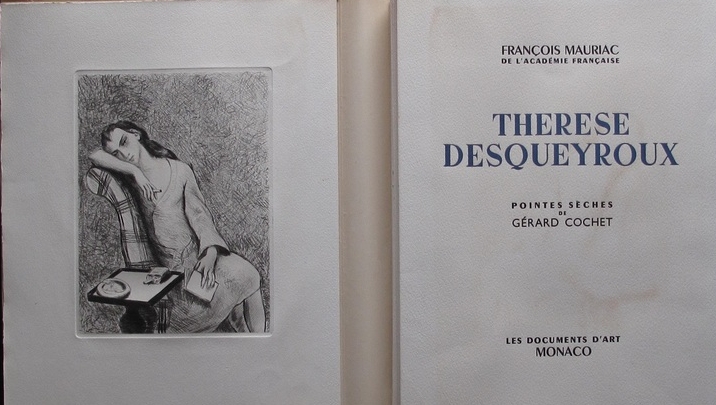 FRANÇOIS MAURIAC
DE L'ACADÉMIE FRANÇAISE
THERESE
DESQUEYROUX
POINTES SÈCHES
DE
GÉRARD COCHET
LES DOCUMENTS D'ART
MONACO